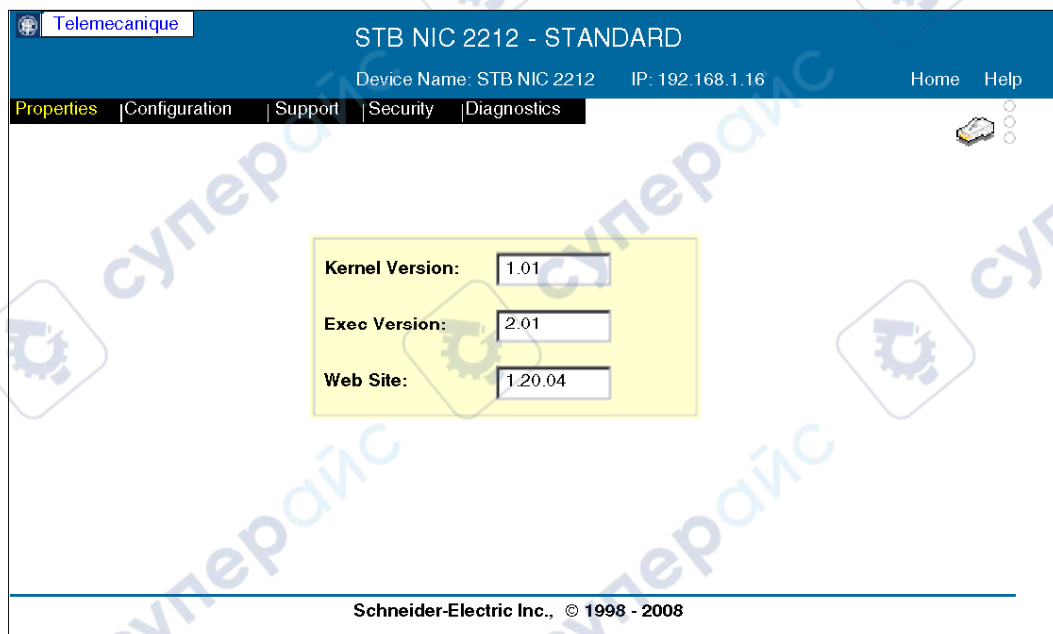 Telemecanique
STB NIC 2212 - STANDARD
Device Name: STB NIC 2212 IP: 192.168.1.16 Home Help
Properties |Configuration | Support |Security |Diagnostics
Kernel Version: 1.01
Exec Version: 2.01
Web Site: 1.20.04
Schneider-Electric Inc., © 1998 - 2008
суперайс
суперайс
суперайс
суперайс